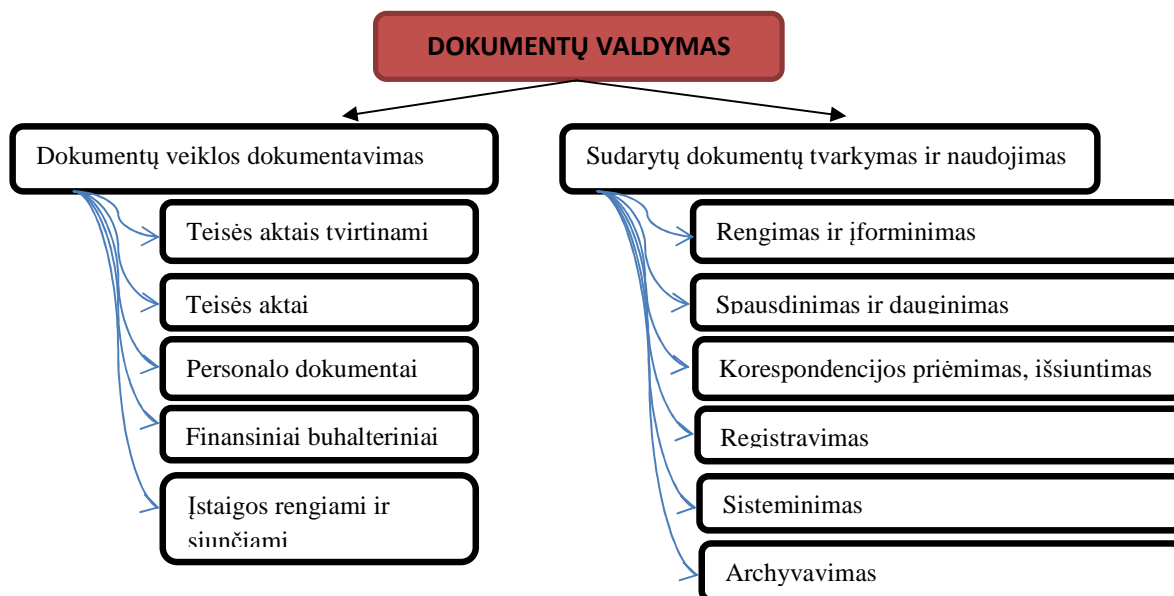 DOKUMENTŲ VALDYMAS
Dokumentų veiklos dokumentavimas
Teisės aktais tvirtinami
Teisės aktai
Personalo dokumentai
Finansiniai buhalteriniai
Įstaigos rengiami ir
siunčiami
Sudarytų dokumentų tvarkymas ir naudojimas
Rengimas ir įforminimas
Spausdinimas ir dauginimas
Korespondencijos priėmimas, išsiuntimas
Registravimas
Sisteminimas
Archyvavimas